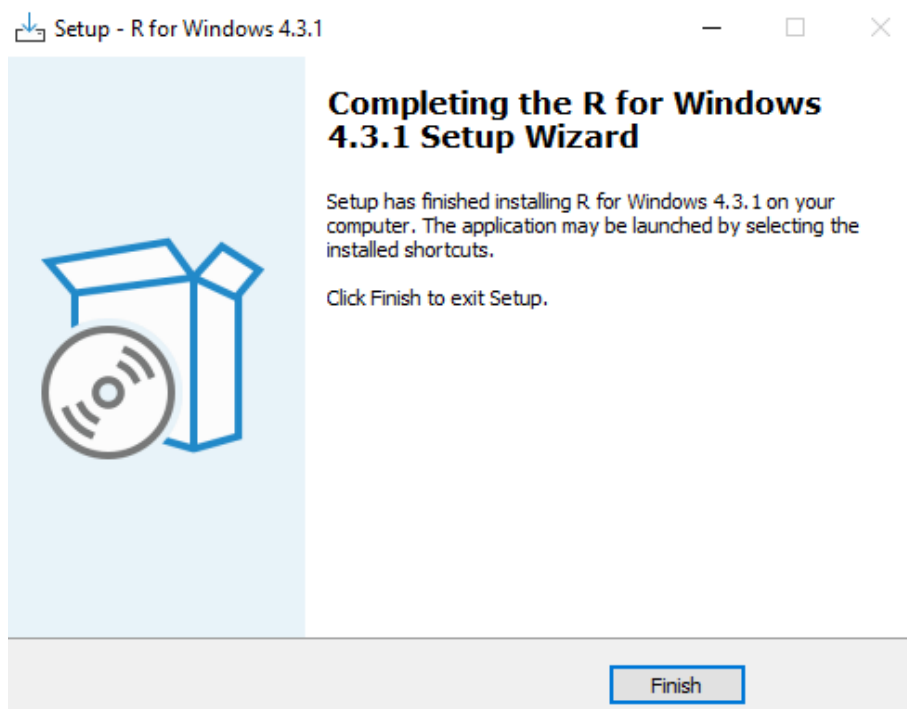 Setup - R for Windows 4.3.1
Completing the R for Windows
4.3.1 Setup Wizard
Setup has finished installing R for Windows 4.3.1 on your
computer. The application may be launched by selecting the
installed shortcuts.
Click Finish to exit Setup.
Finish